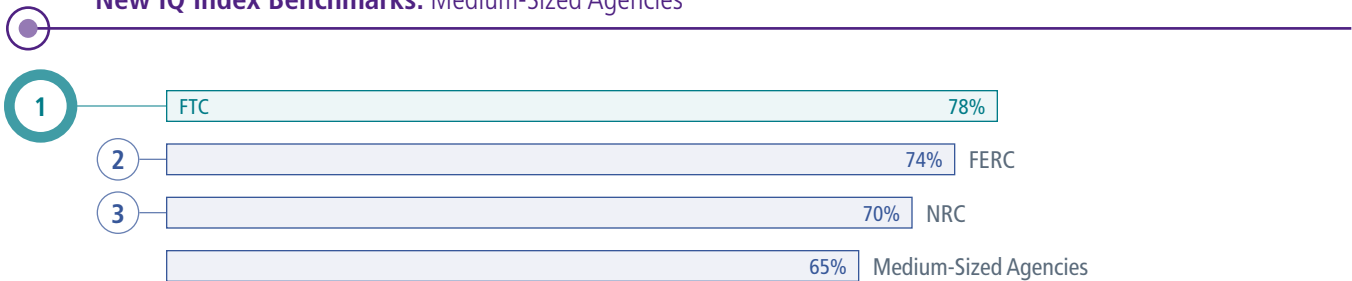 New IQ Index Benchmarks: Medium-Sized Agencies
1 FTC 78%
2 74% FERC
3 70% NRC
65% Medium-Sized Agencies